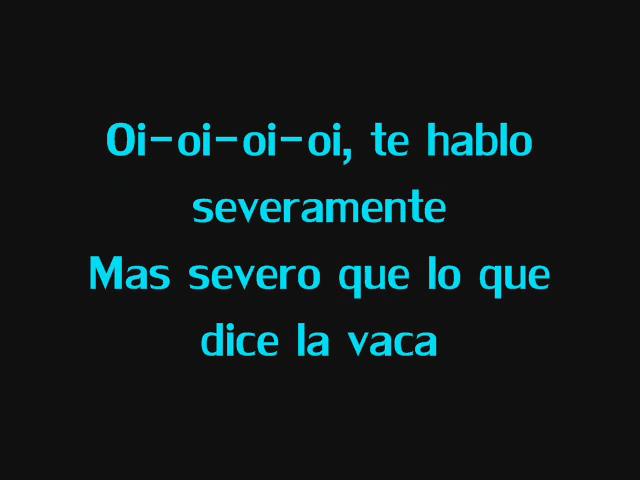 Oi-oi-oi-oi, te hablo
severamente
Mas severo que lo que
dice la vaca